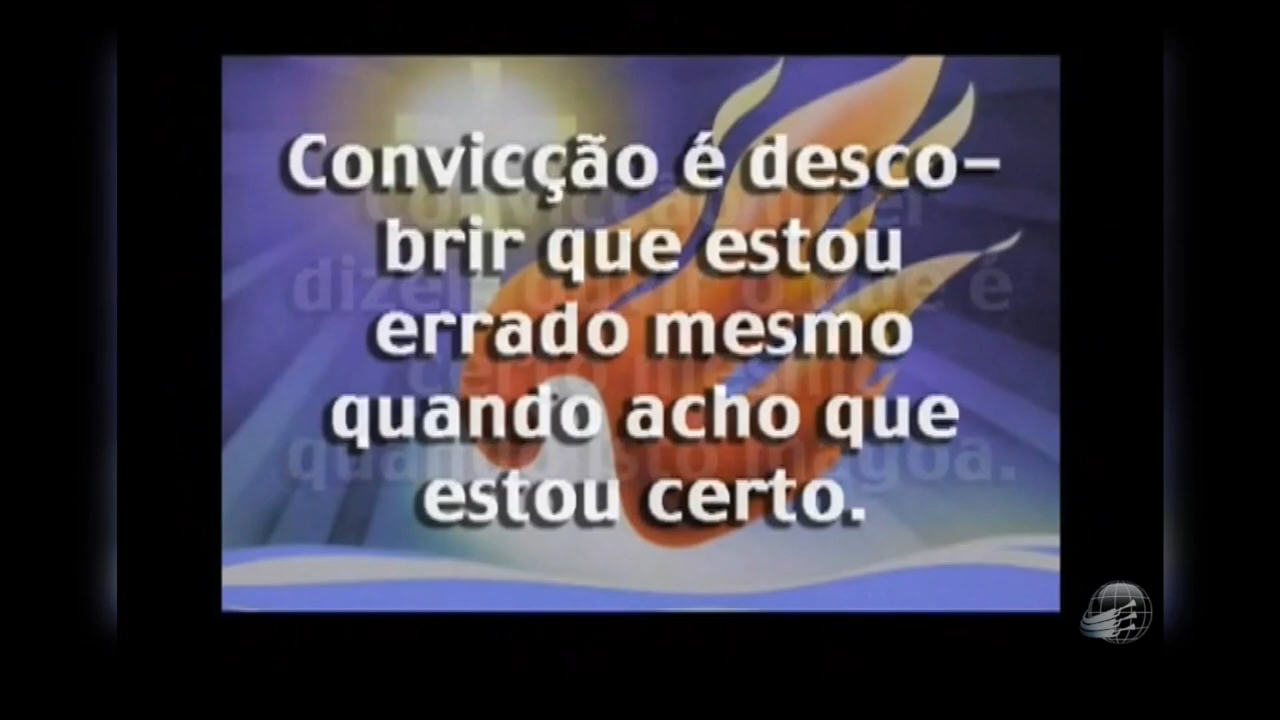 Convicção é desco-
brir que estou
errado mesmo
quando acho que
estou certo.